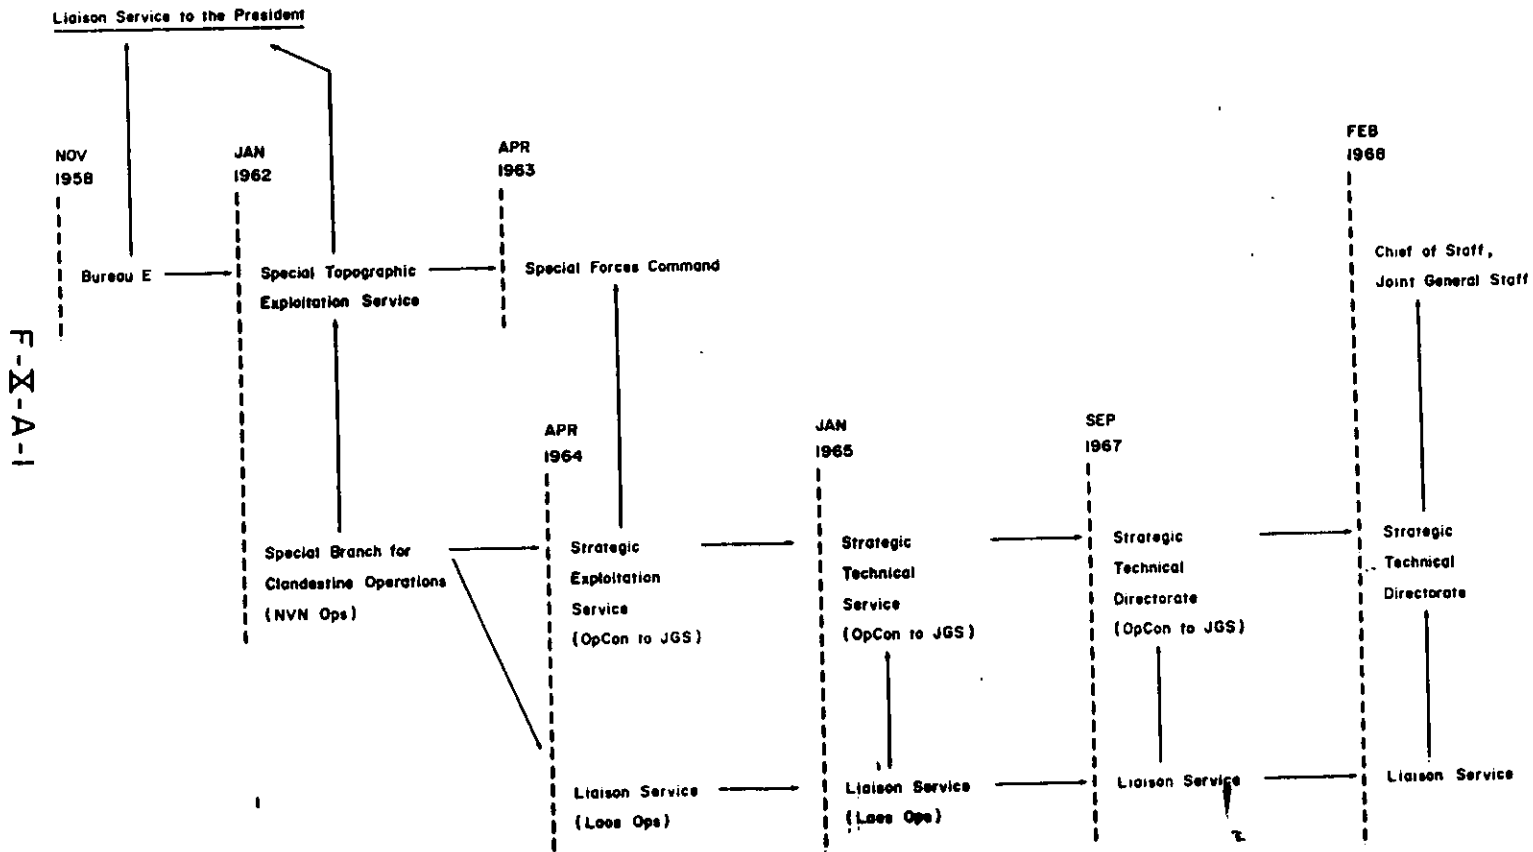 Liaison Service to the President
NOV
1958
JAN
1962
APR
1963
FEB
1968
Bureau E
Special Topographic
Exploitation Service
Special Forces Command
Chief of Staff,
Joint General Staff
F-X-A-1
APR
1964
JAN
1965
SEP
1967
Special Branch for
Clandestine Operations
(NVN Ops)
Strategic
Exploitation
Service
(OpCon to JGS)
Strategic
Technical
Service
(OpCon to JGS)
Strategic
Technical
Directorate
(OpCon to JGS)
Strategic
Technical
Directorate
Liaison Service
(Laos Ops)
Liaison Service
(Laos Ops)
Liaison Service
Liaison Service